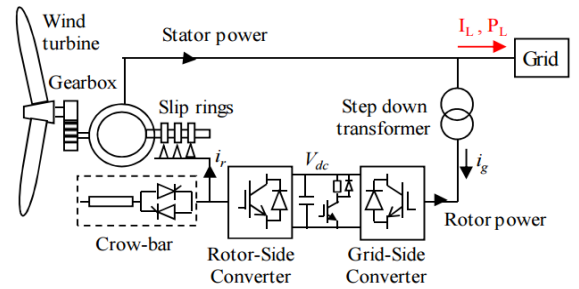 Wind
turbine
Stator power
I_L , P_L
Grid
Gearbox
Slip rings
Step down
transformer
i_r
V_dc
i_g
Crow-bar
Rotor-Side
Converter
Grid-Side
Converter
Rotor power